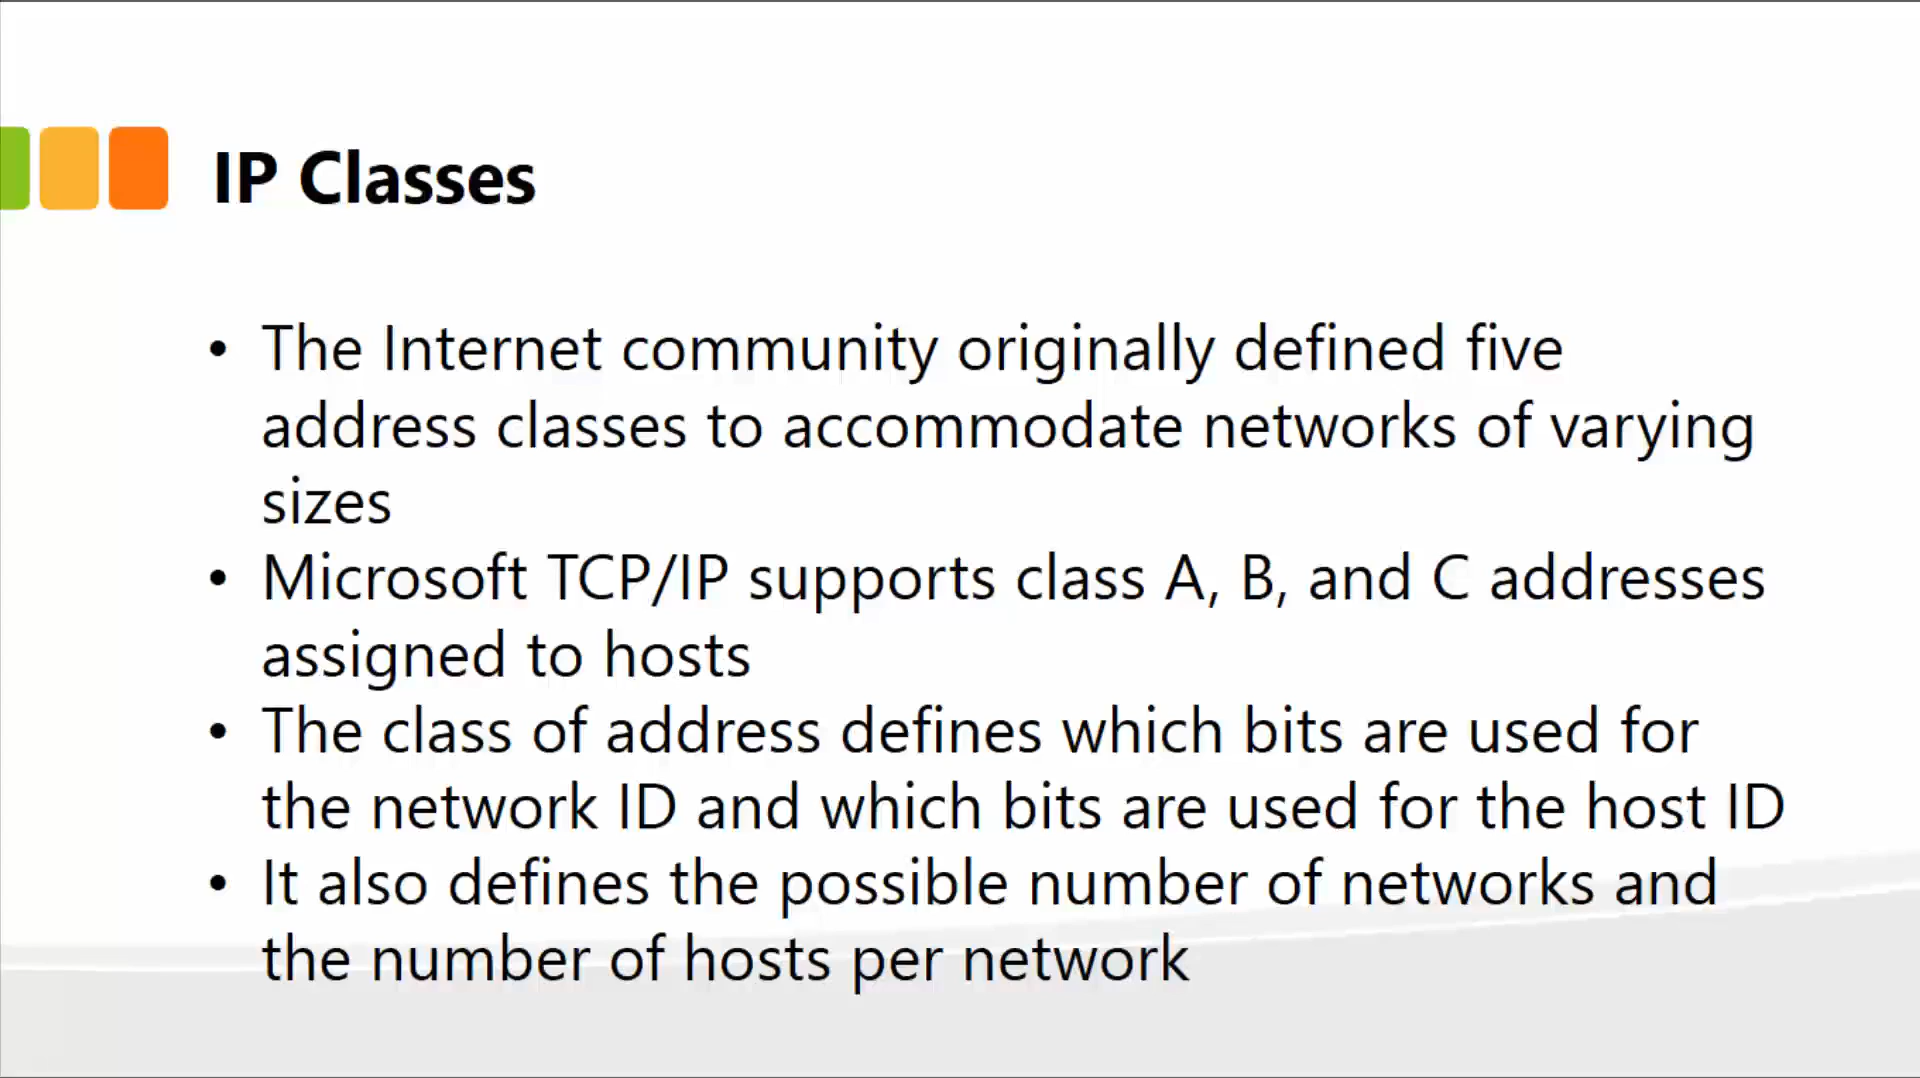 IP Classes
• The Internet community originally defined five
address classes to accommodate networks of varying
sizes
• Microsoft TCP/IP supports class A, B, and C addresses
assigned to hosts
• The class of address defines which bits are used for
the network ID and which bits are used for the host ID
• It also defines the possible number of networks and
the number of hosts per network